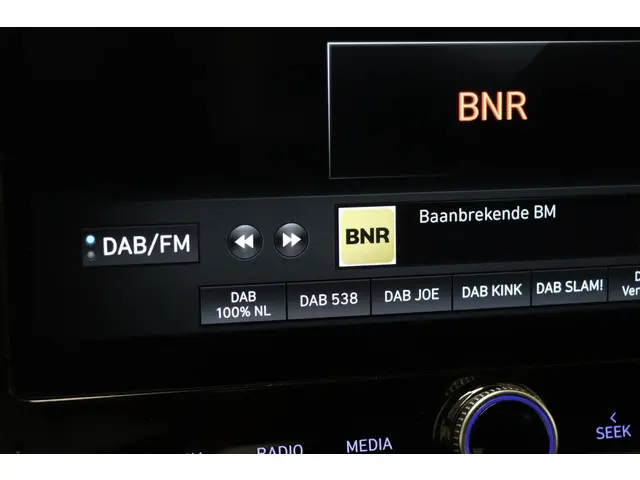 BNR
BNR
Baanbrekende BM
DAB/FM
DAB
100% NL
DAB 538
DAB JOE
DAB KINK
DAB SLAM!
RADIO
MEDIA
SEEK